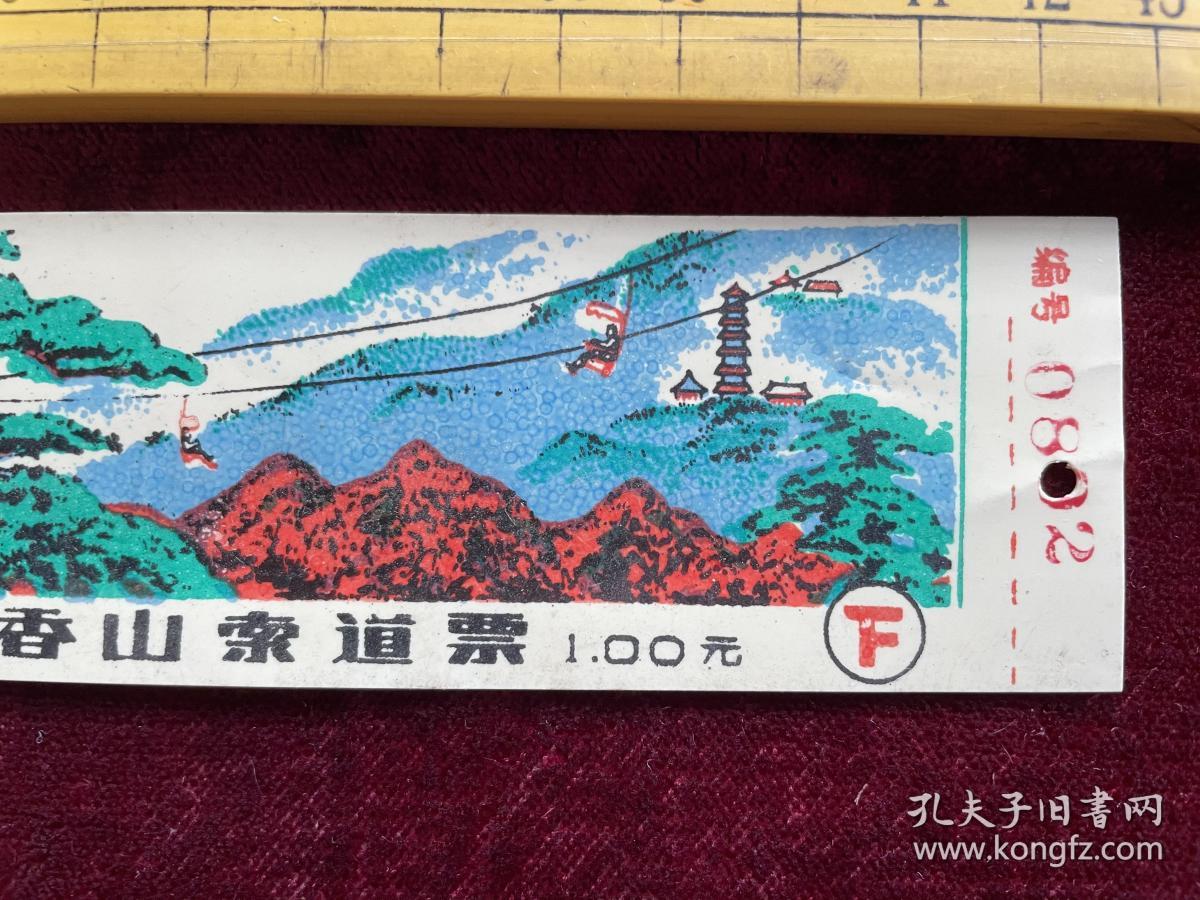 编号 0802
香山索道票 1.00元
下
孔夫子旧书网
www.kongfz.com